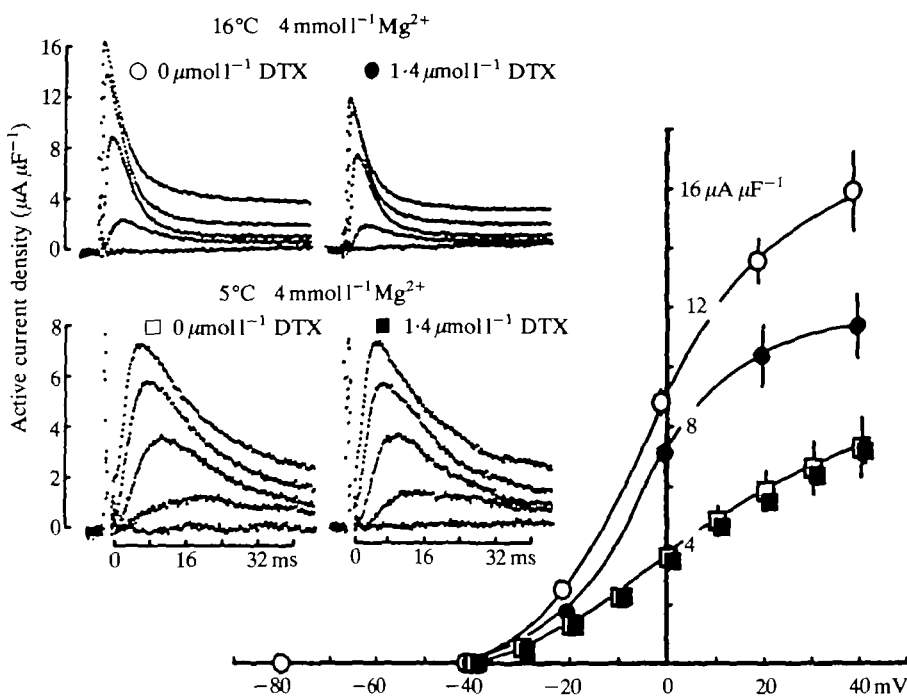 16°C 4 mmol l⁻¹ Mg²⁺
○ 0 μmol l⁻¹ DTX ● 1·4 μmol l⁻¹ DTX
16
12
8
4
0
5°C 4 mmol l⁻¹ Mg²⁺
□ 0 μmol l⁻¹ DTX ■ 1·4 μmol l⁻¹ DTX
8
6
4
2
0
0 16 32 ms 0 16 32 ms
Active current density (μA μF⁻¹)
16 μA μF⁻¹
12
8
4
−80 −60 −40 −20 0 20 40 mV